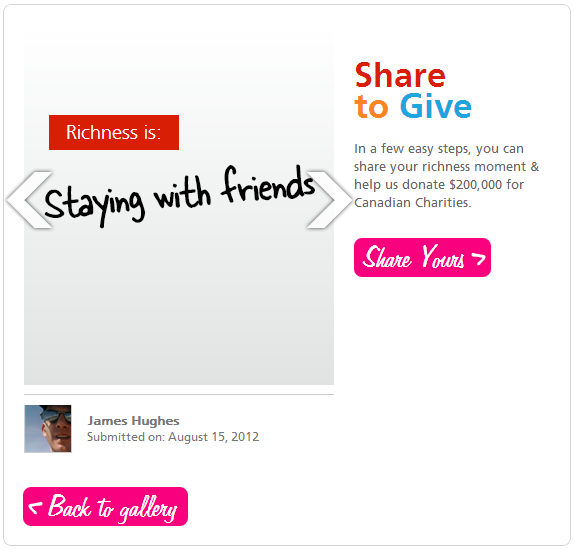 Richness is:
Staying with friends
Share
to Give
In a few easy steps, you can
share your richness moment &
help us donate $200,000 for
Canadian Charities.
Share Yours >
James Hughes
Submitted on: August 15, 2012
< Back to gallery